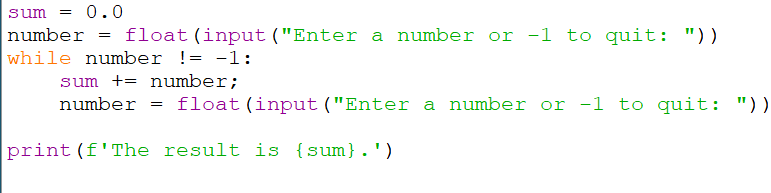 sum = 0.0
number = float(input("Enter a number or -1 to quit: "))
while number != -1:
    sum += number;
    number = float(input("Enter a number or -1 to quit: "))
print(f'The result is {sum}.')